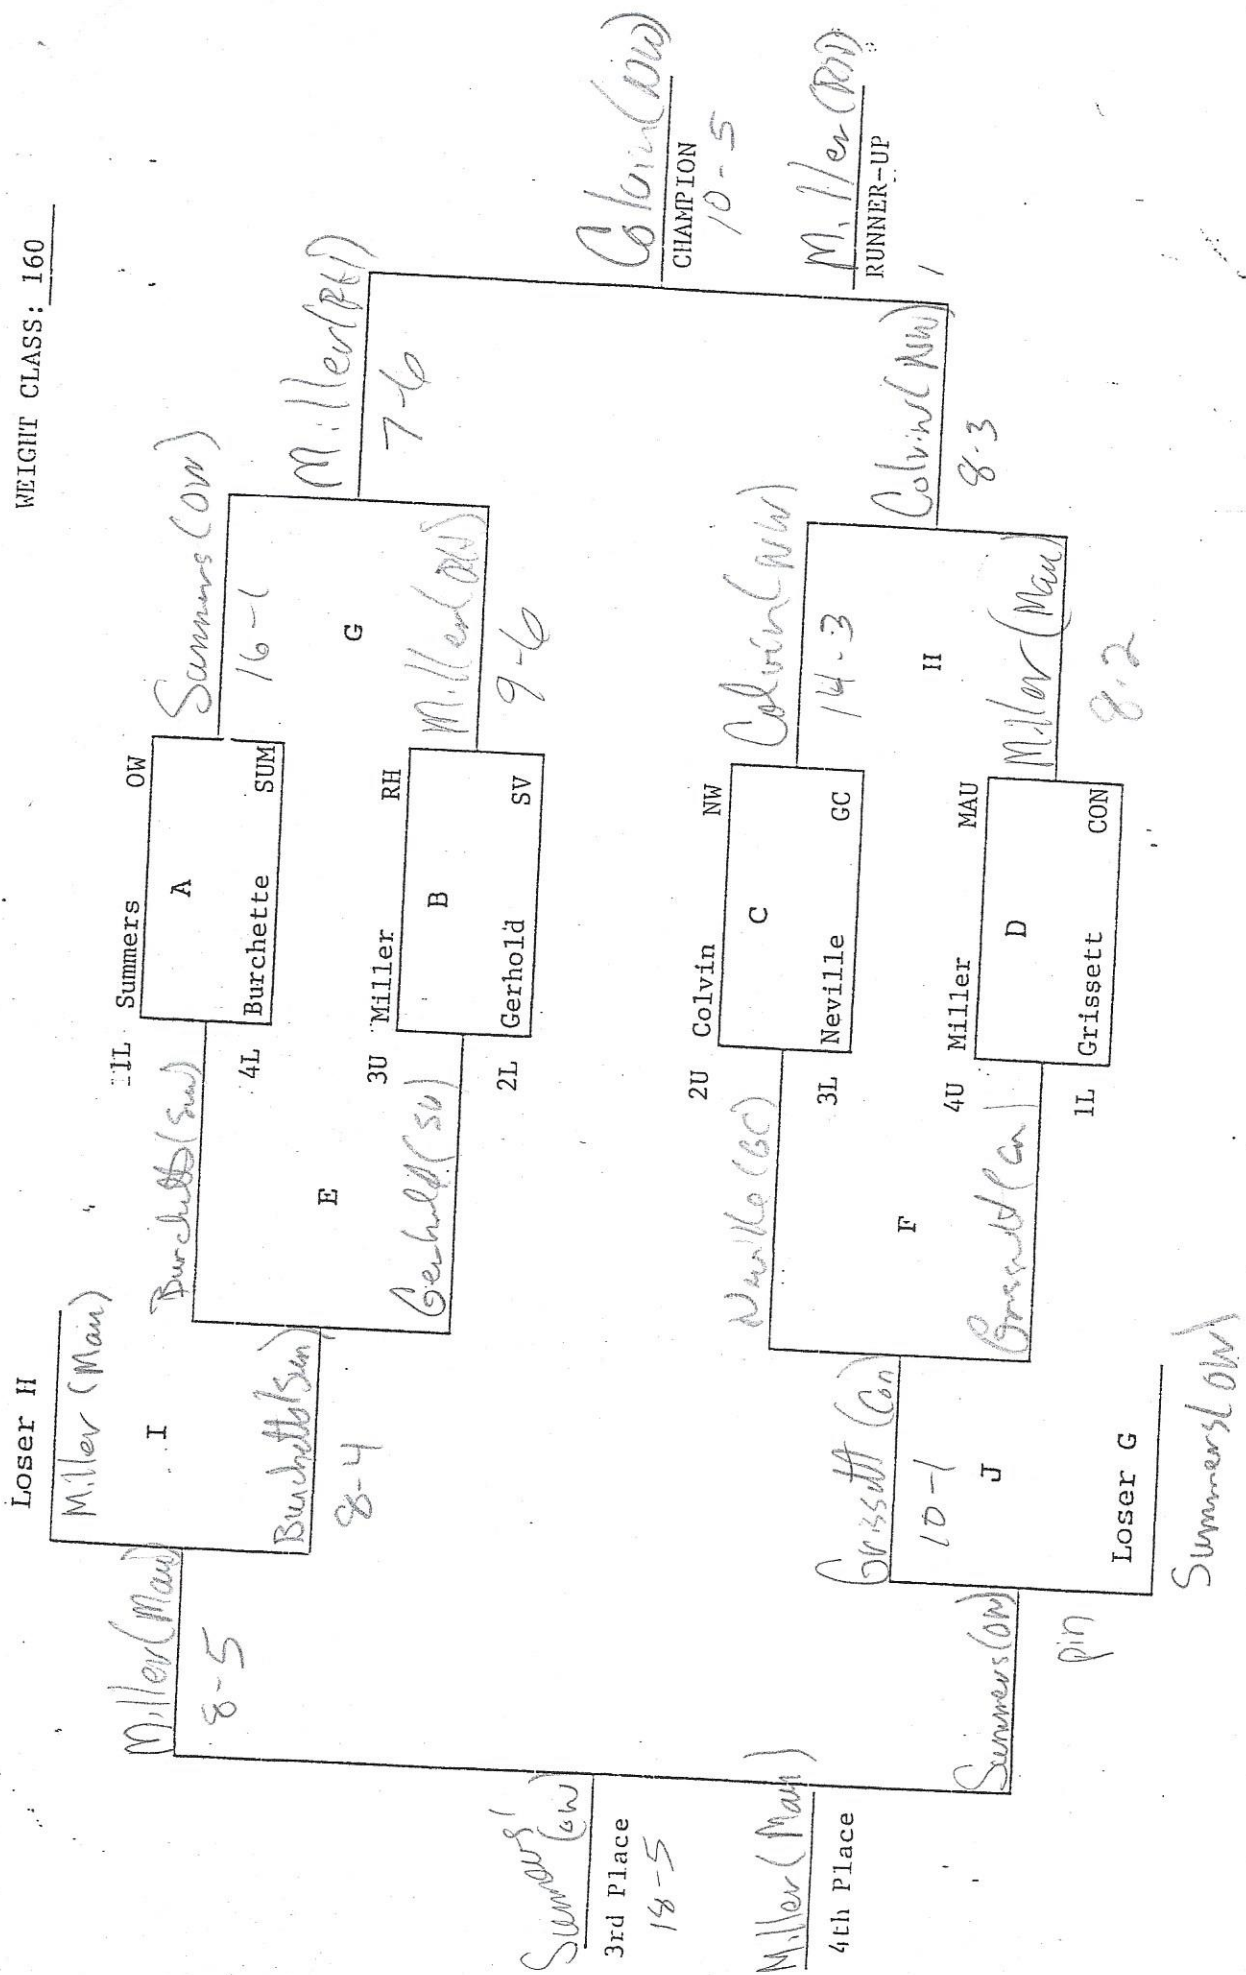 WEIGHT CLASS: 160
Loser H
Miller (Mau)
I
Miller (Mau)
8-5
Burchette (Sum)
8-4
Burchette (Sum)
E
Gerhold (SV)
1L Summers OW
A
4L Burchette SUM
3U Miller RH
B
2L Gerhold SV
Summers (OW)
16-1
G
Miller (RH)
9-6
Miller (RH)
7-6
Colvin (NW)
CHAMPION
10-5
Miller (RH)
RUNNER-UP
2U Colvin NW
C
3L Neville GC
4U Miller MAU
D
1L Grissett CON
Colvin (NW)
14-3
H
Miller (Mau)
8-2
Colvin (NW)
8-3
Neville (GC)
F
Grissett (Con)
Grissett (Con)
10-1
J
Loser G
Summers (OW)
Summers (OW)
pin
Summers (OW)
3rd Place
18-5
Miller (Mau)
4th Place